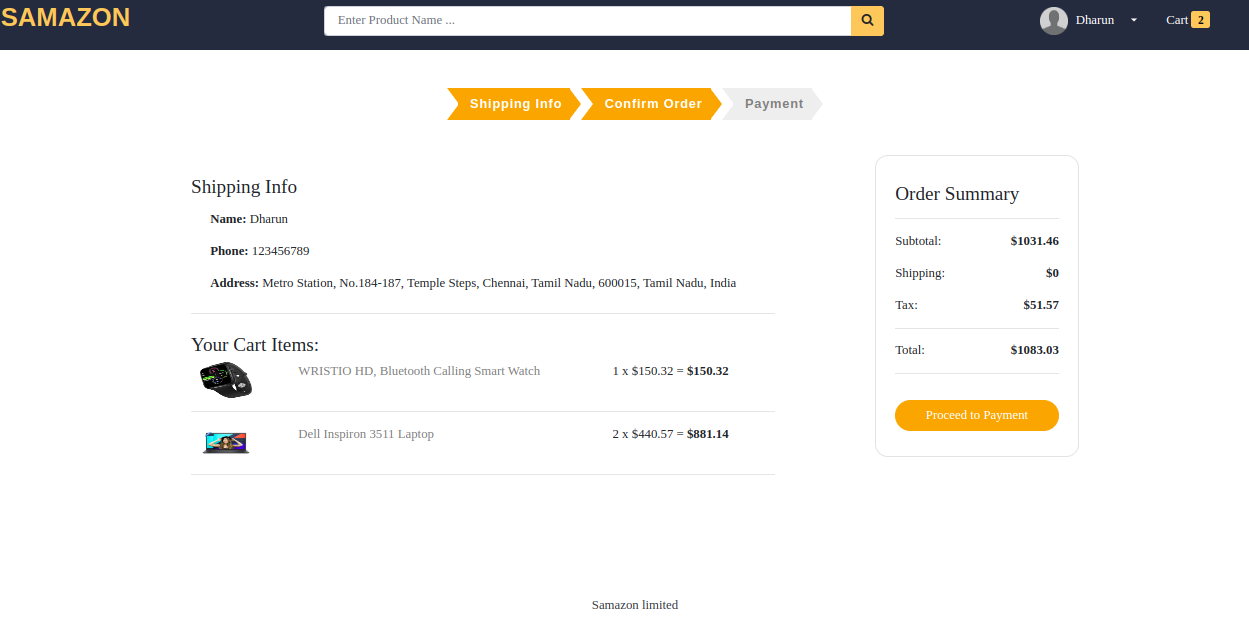 SAMAZON
Enter Product Name ...
Dharun
Cart 2
Shipping Info
Confirm Order
Payment
Shipping Info
Name: Dharun
Phone: 123456789
Address: Metro Station, No.184-187, Temple Steps, Chennai, Tamil Nadu, 600015, Tamil Nadu, India
Your Cart Items:
WRISTIO HD, Bluetooth Calling Smart Watch
1 x $150.32 = $150.32
Dell Inspiron 3511 Laptop
2 x $440.57 = $881.14
Order Summary
Subtotal: $1031.46
Shipping: $0
Tax: $51.57
Total: $1083.03
Proceed to Payment
Samazon limited